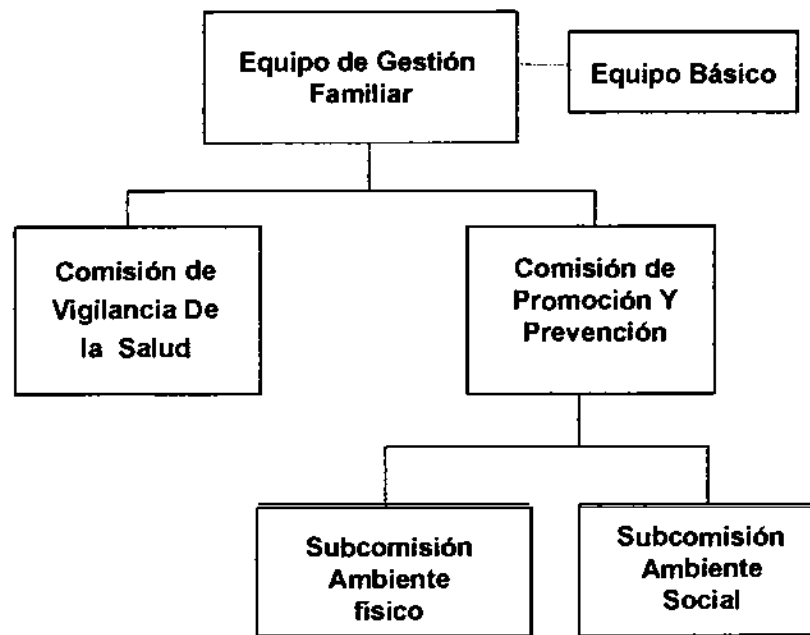 Equipo de Gestión
Familiar
Equipo Básico
Comisión de
Vigilancia De
la Salud
Comisión de
Promoción Y
Prevención
Subcomisión
Ambiente
físico
Subcomisión
Ambiente
Social